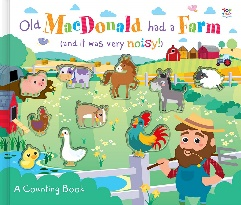 Old MacDonald had a Farm
(and it was very noisy!)
A Counting Book